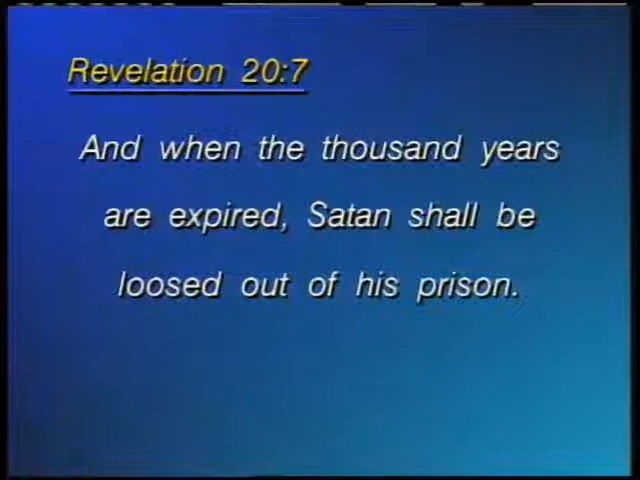 Revelation 20:7
And when the thousand years
are expired, Satan shall be
loosed out of his prison.